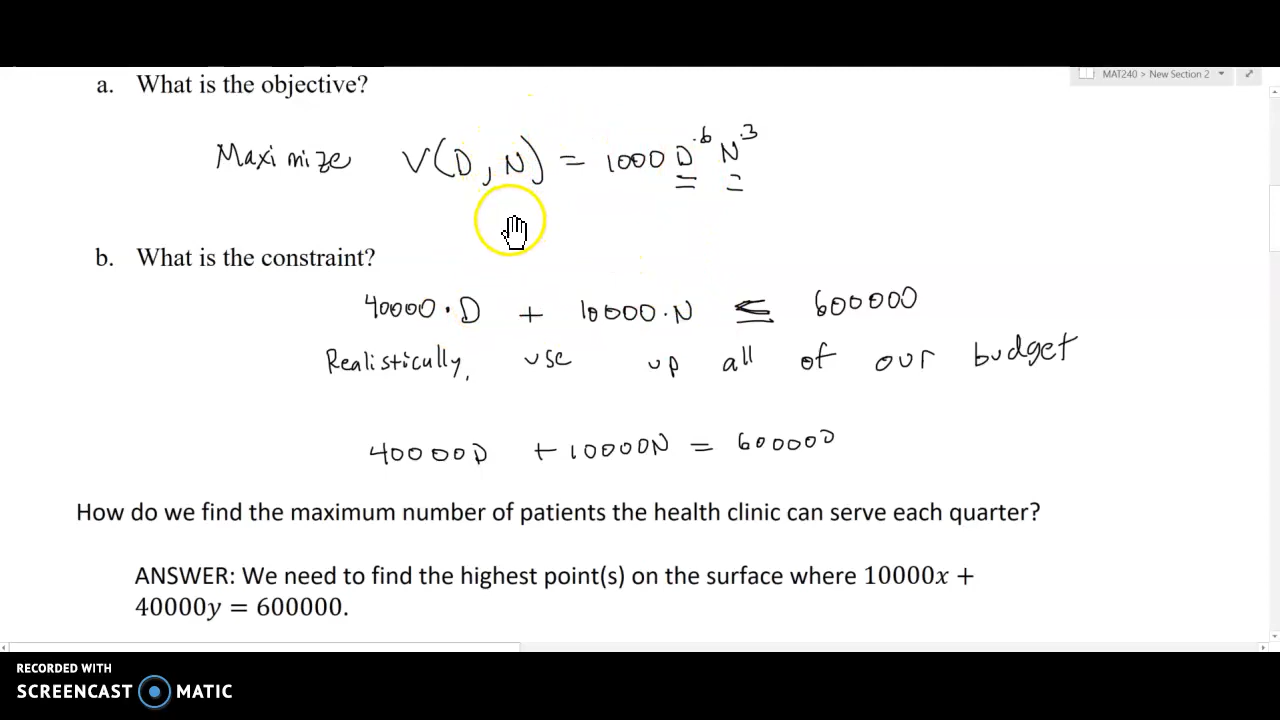 MAT240 > New Section 2
a. What is the objective?
Maximize V(D, N) = 1000 D^.6 N^.3
b. What is the constraint?
40000·D + 10000·N ≤ 600000
Realistically, use up all of our budget
40000D + 10000N = 600000
How do we find the maximum number of patients the health clinic can serve each quarter?
ANSWER: We need to find the highest point(s) on the surface where 10000x +
40000y = 600000.
RECORDED WITH
SCREENCAST MATIC